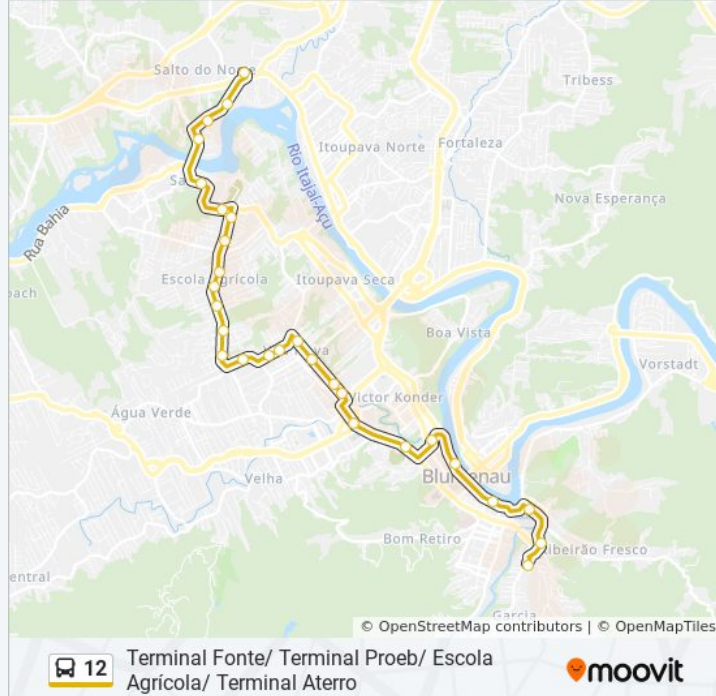 Salto do Norte
Tribess
Itoupava Norte
Fortaleza
Rio Itajaí-Açu
Nova Esperança
Rua Bahia
Escola Agrícola
Itoupava Seca
Boa Vista
Vorstadt
Victor Konder
Água Verde
Blumenau
Velha
Bom Retiro
Ribeirão Fresco
Garcia
© OpenStreetMap contributors | © OpenMapTiles
12
Terminal Fonte/ Terminal Proeb/ Escola
Agrícola/ Terminal Aterro
moovit